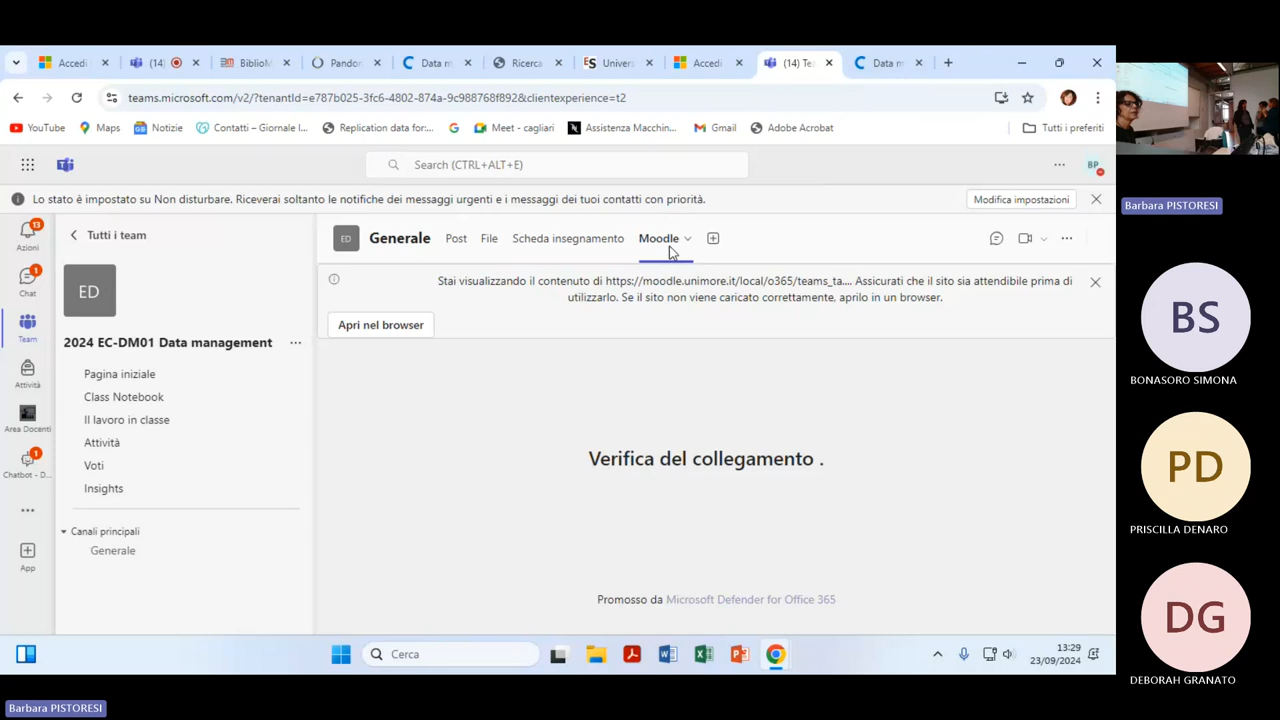 Accedi
(14)
BiblioM
Pandor
Data m
Ricerca
ES Univers
Accedi
(14) Te
Data m
teams.microsoft.com/v2/?tenantId=e787b025-3fc6-4802-874a-9c988768f892&clientexperience=t2
YouTube
Maps
Notizie
Contatti – Giornale l...
Replication data for:...
Meet - cagliari
Assistenza Macchin...
Gmail
Adobe Acrobat
Tutti i preferiti
Search (CTRL+ALT+E)
BP
Lo stato è impostato su Non disturbare. Riceverai soltanto le notifiche dei messaggi urgenti e i messaggi dei tuoi contatti con priorità.
Modifica impostazioni
13
Azioni
1
Chat
Team
Attività
Area Docenti
1
Chatbot - D...
App
Tutti i team
ED
2024 EC-DM01 Data management
Pagina iniziale
Class Notebook
Il lavoro in classe
Attività
Voti
Insights
Canali principali
Generale
ED
Generale
Post
File
Scheda insegnamento
Moodle
Stai visualizzando il contenuto di https://moodle.unimore.it/local/o365/teams_ta.... Assicurati che il sito sia attendibile prima di
utilizzarlo. Se il sito non viene caricato correttamente, aprilo in un browser.
Apri nel browser
Verifica del collegamento .
Promosso da Microsoft Defender for Office 365
Cerca
13:29
23/09/2024
Barbara PISTORESI
BS
BONASORO SIMONA
PD
PRISCILLA DENARO
DG
DEBORAH GRANATO
Barbara PISTORESI